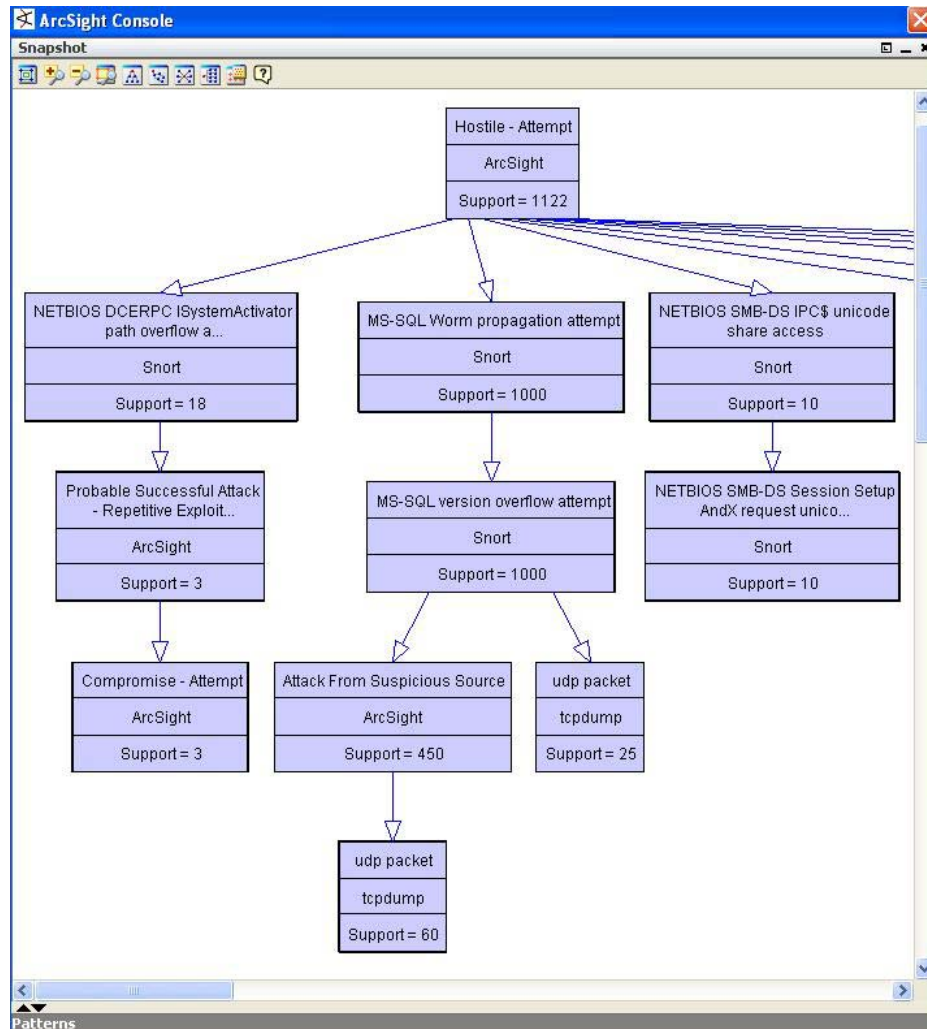 ArcSight Console
Snapshot
Hostile - Attempt
ArcSight
Support = 1122
NETBIOS DCERPC ISystemActivator
path overflow a...
Snort
Support = 18
MS-SQL Worm propagation attempt
Snort
Support = 1000
NETBIOS SMB-DS IPC$ unicode
share access
Snort
Support = 10
Probable Successful Attack
- Repetitive Exploit...
ArcSight
Support = 3
MS-SQL version overflow attempt
Snort
Support = 1000
NETBIOS SMB-DS Session Setup
AndX request unico...
Snort
Support = 10
Compromise - Attempt
ArcSight
Support = 3
Attack From Suspicious Source
ArcSight
Support = 450
udp packet
tcpdump
Support = 25
udp packet
tcpdump
Support = 60
Patterns